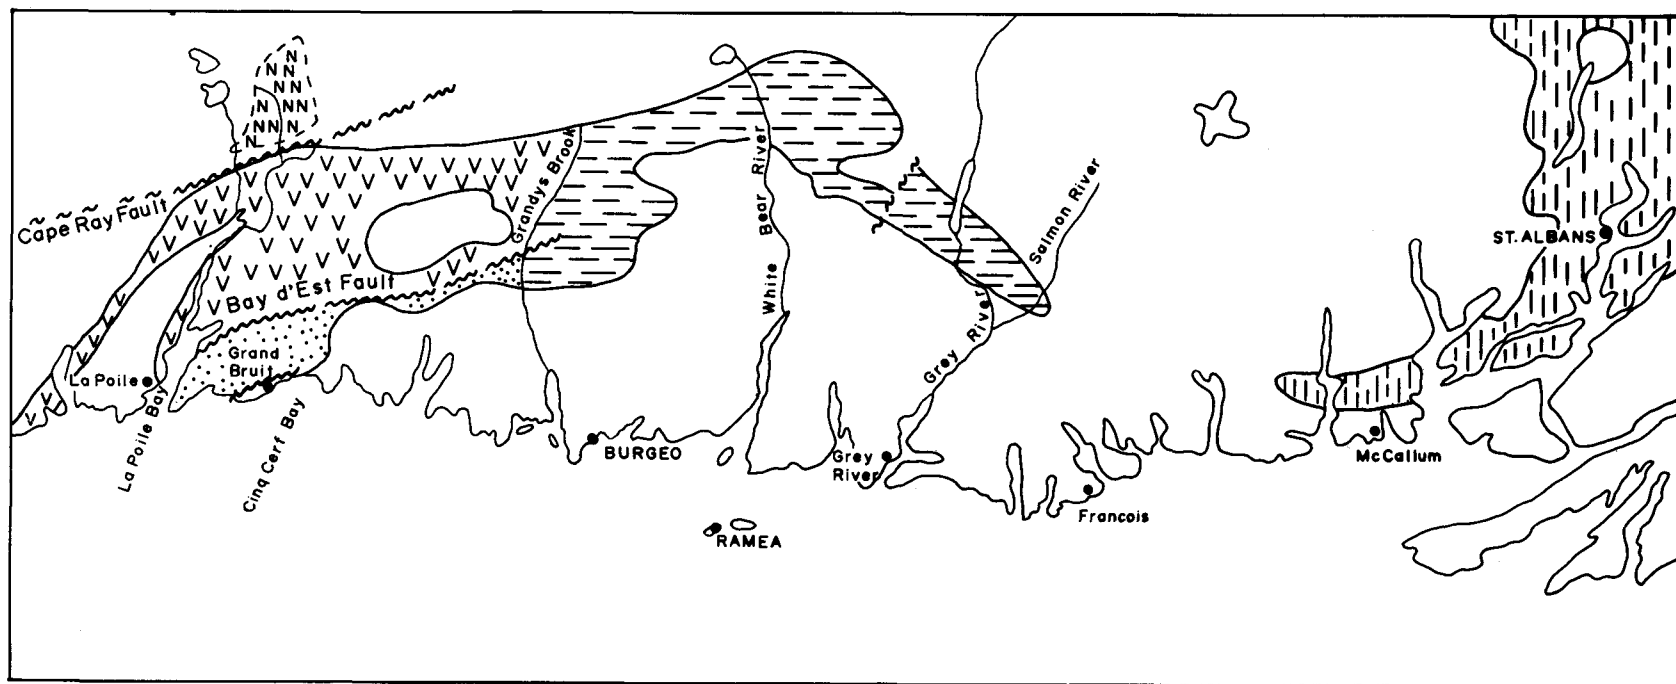 Cape Ray Fault
Grandys Brook
White Bear River
Salmon River
ST. ALBANS
Bay d'Est Fault
Grey River
Grand
Bruit
La Poile
La Poile Bay
Cinq Cerf Bay
BURGEO
Grey
River
McCallum
Francois
RAMEA